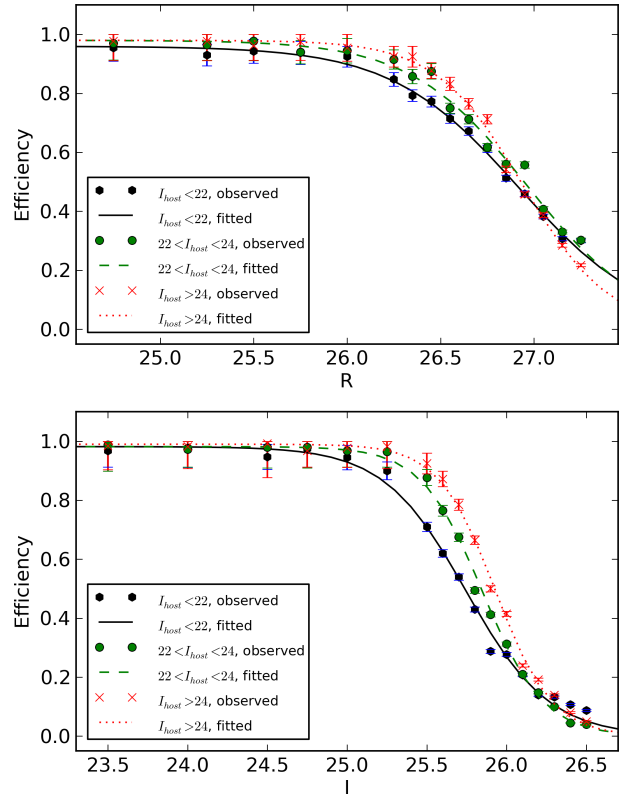 1.0
0.8
0.6
0.4
0.2
0.0
Efficiency
I_host <22, observed
I_host <22, fitted
22<I_host <24, observed
22<I_host <24, fitted
I_host >24, observed
I_host >24, fitted
25.0 25.5 26.0 26.5 27.0
R
1.0
0.8
0.6
0.4
0.2
0.0
Efficiency
I_host <22, observed
I_host <22, fitted
22<I_host <24, observed
22<I_host <24, fitted
I_host >24, observed
I_host >24, fitted
23.5 24.0 24.5 25.0 25.5 26.0 26.5
I